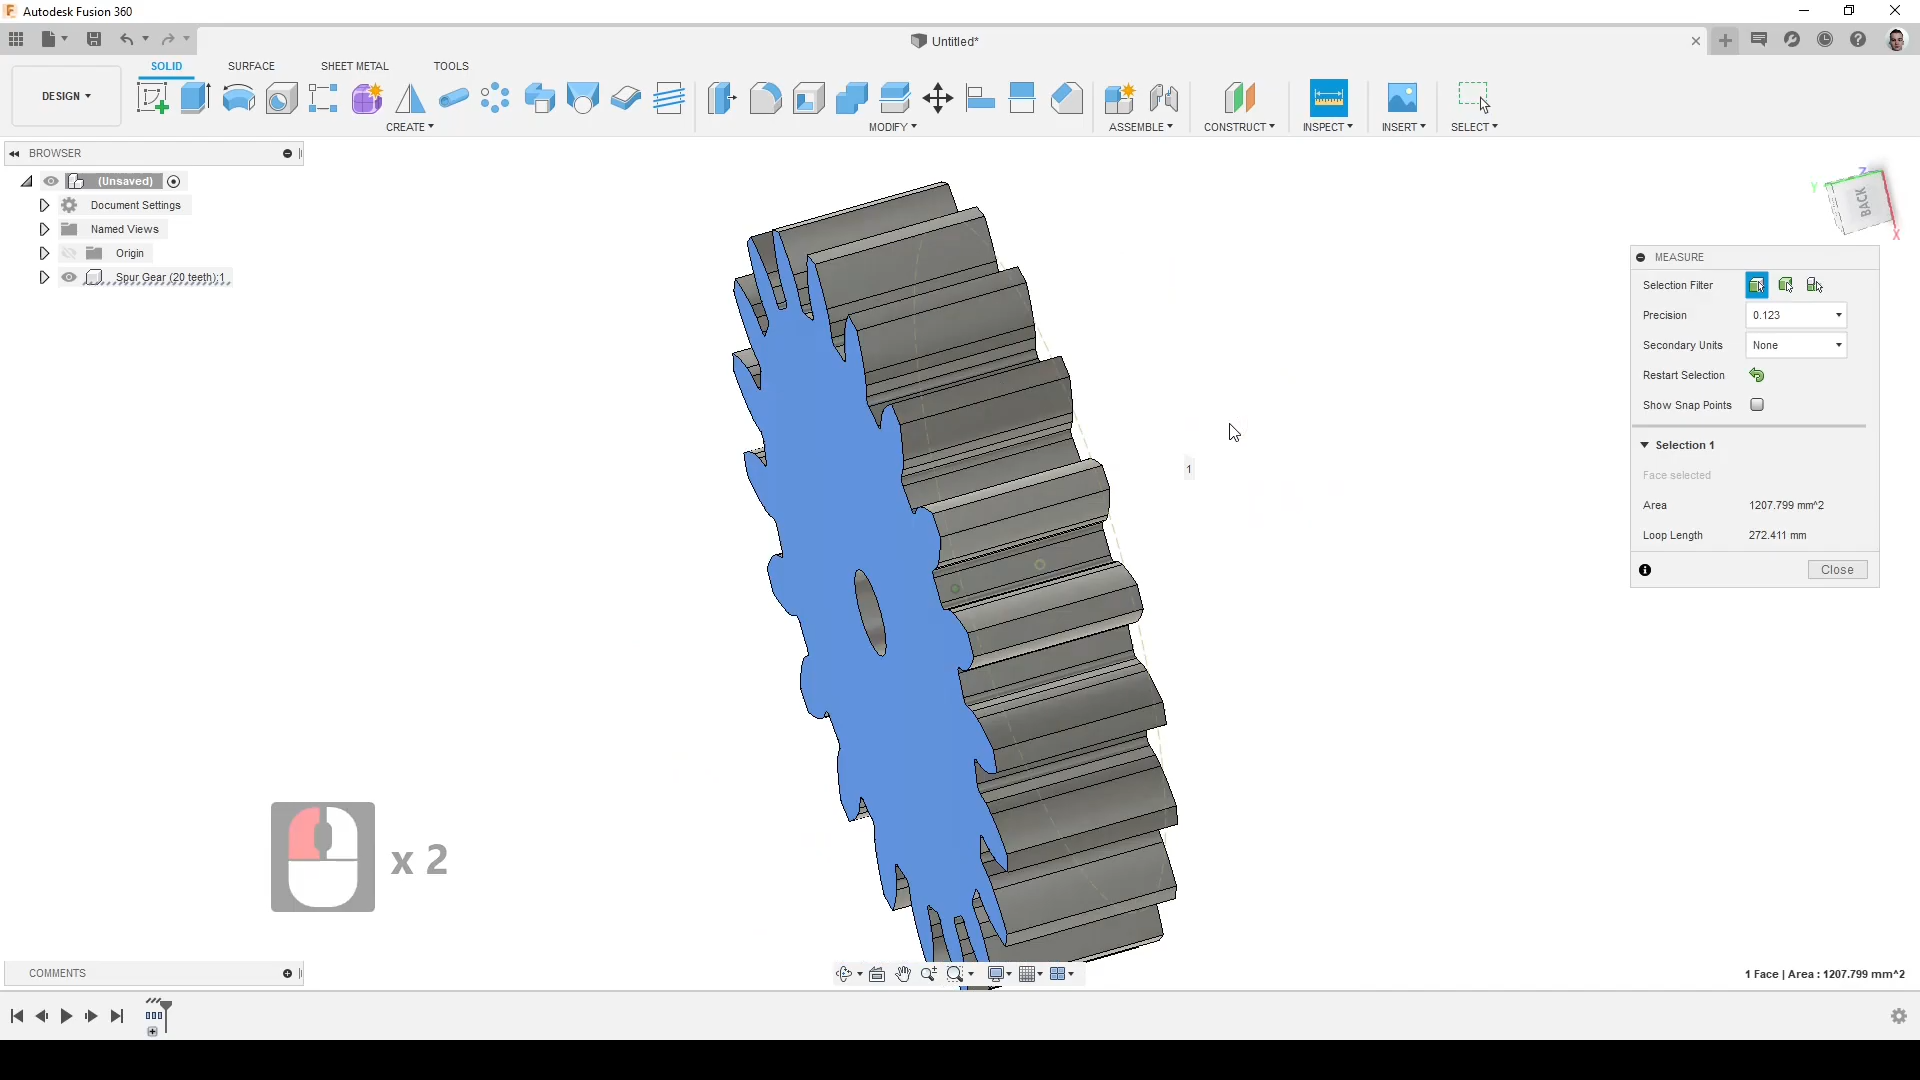 Autodesk Fusion 360
Untitled*
DESIGN
SOLID SURFACE SHEET METAL TOOLS
CREATE MODIFY ASSEMBLE CONSTRUCT INSPECT INSERT SELECT
BROWSER
(Unsaved)
Document Settings
Named Views
Origin
Spur Gear (20 teeth):1
Z
Y
BACK
X
MEASURE
Selection Filter
Precision 0.123
Secondary Units None
Restart Selection
Show Snap Points
Selection 1
Face selected
Area 1207.799 mm^2
Loop Length 272.411 mm
Close
1
x 2
COMMENTS
1 Face | Area : 1207.799 mm^2